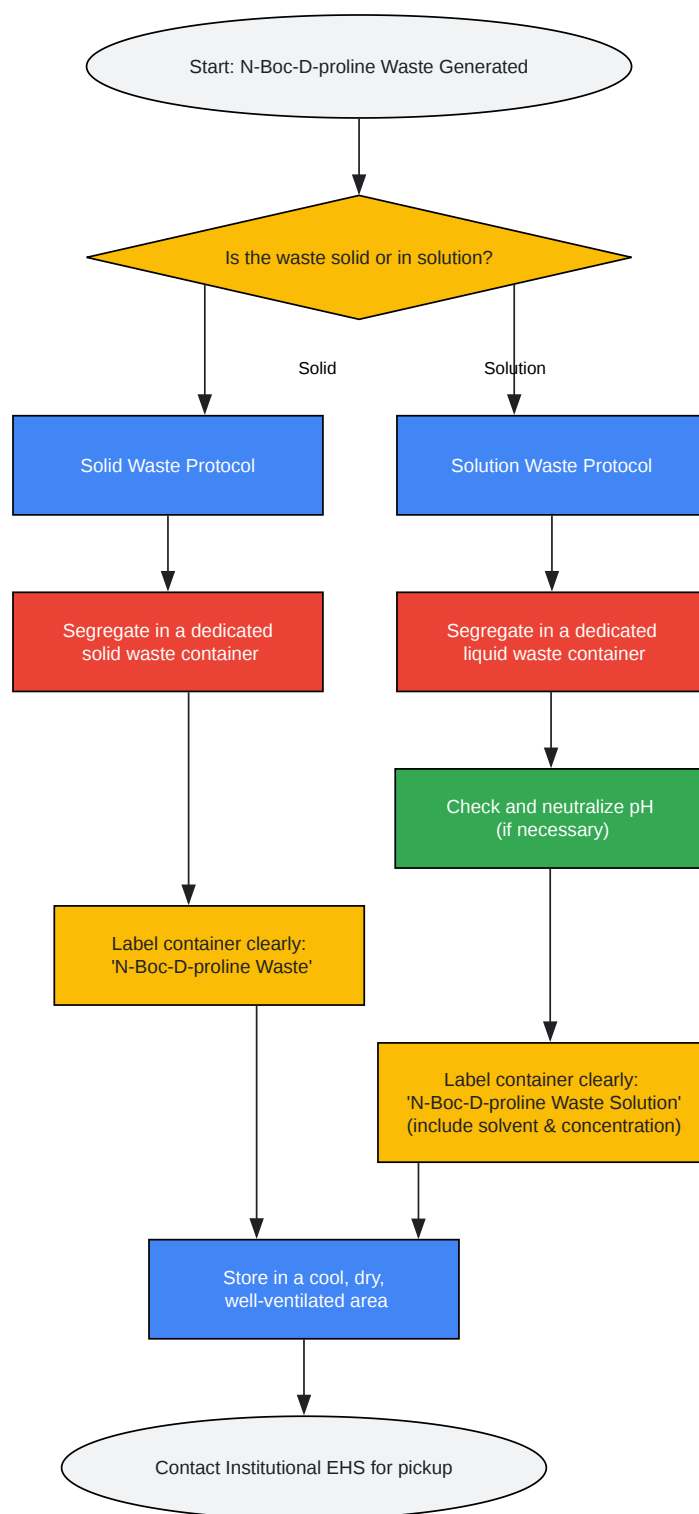 Start: N-Boc-D-proline Waste Generated
Is the waste solid or in solution?
Solid
Solution
Solid Waste Protocol
Solution Waste Protocol
Segregate in a dedicated
solid waste container
Segregate in a dedicated
liquid waste container
Check and neutralize pH
(if necessary)
Label container clearly:
'N-Boc-D-proline Waste'
Label container clearly:
'N-Boc-D-proline Waste Solution'
(include solvent & concentration)
Store in a cool, dry,
well-ventilated area
Contact Institutional EHS for pickup